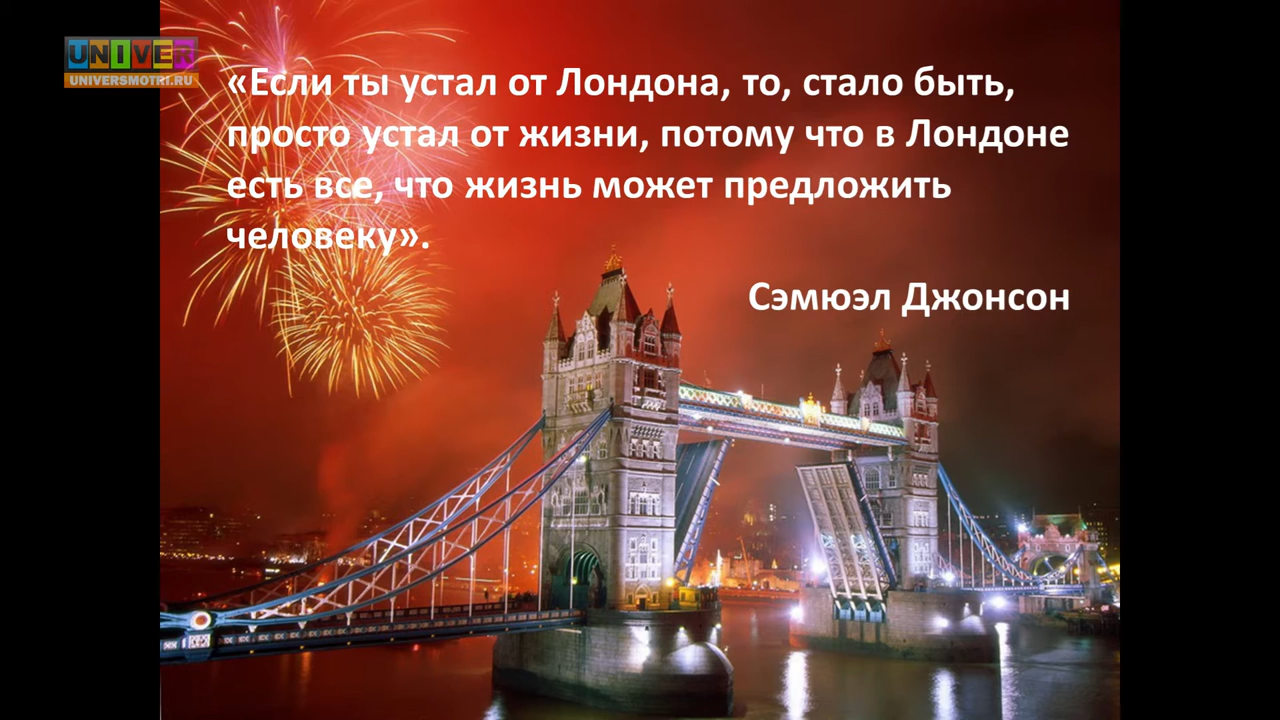 UNIVER
UNIVERSMOTRI.RU
«Если ты устал от Лондона, то, стало быть,
просто устал от жизни, потому что в Лондоне
есть все, что жизнь может предложить
человеку».
Сэмюэл Джонсон